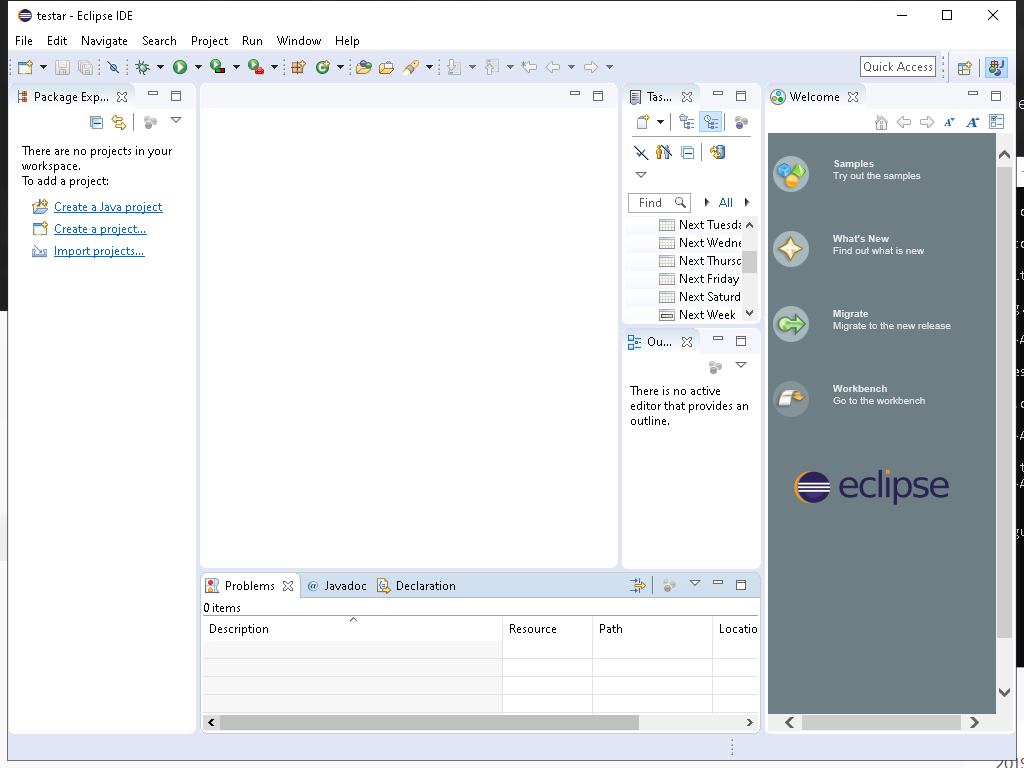 testar - Eclipse IDE
File Edit Navigate Search Project Run Window Help
Quick Access
Package Exp...
There are no projects in your
workspace.
To add a project:
Create a Java project
Create a project...
Import projects...
Tas...
Find
All
Next Tuesda
Next Wedne
Next Thursd
Next Friday
Next Saturd
Next Week
Ou...
There is no active
editor that provides an
outline.
Welcome
Samples
Try out the samples
What's New
Find out what is new
Migrate
Migrate to the new release
Workbench
Go to the workbench
eclipse
Problems @ Javadoc Declaration
0 items
Description Resource Path Locatio